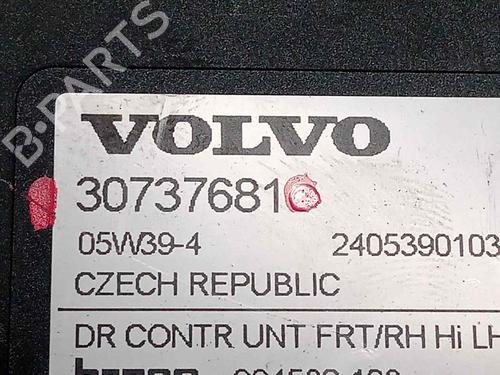 B-PARTS
VOLVO
30737681
05W39-4 2405390103
CZECH REPUBLIC
DR CONTR UNT FRT/RH Hi LH